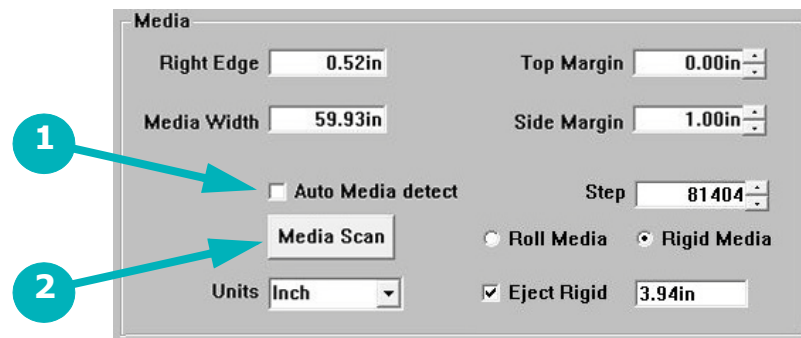 Media
Right Edge 0.52in Top Margin 0.00in
Media Width 59.93in Side Margin 1.00in
1
Auto Media detect Step 81404
Media Scan Roll Media Rigid Media
2
Units Inch Eject Rigid 3.94in